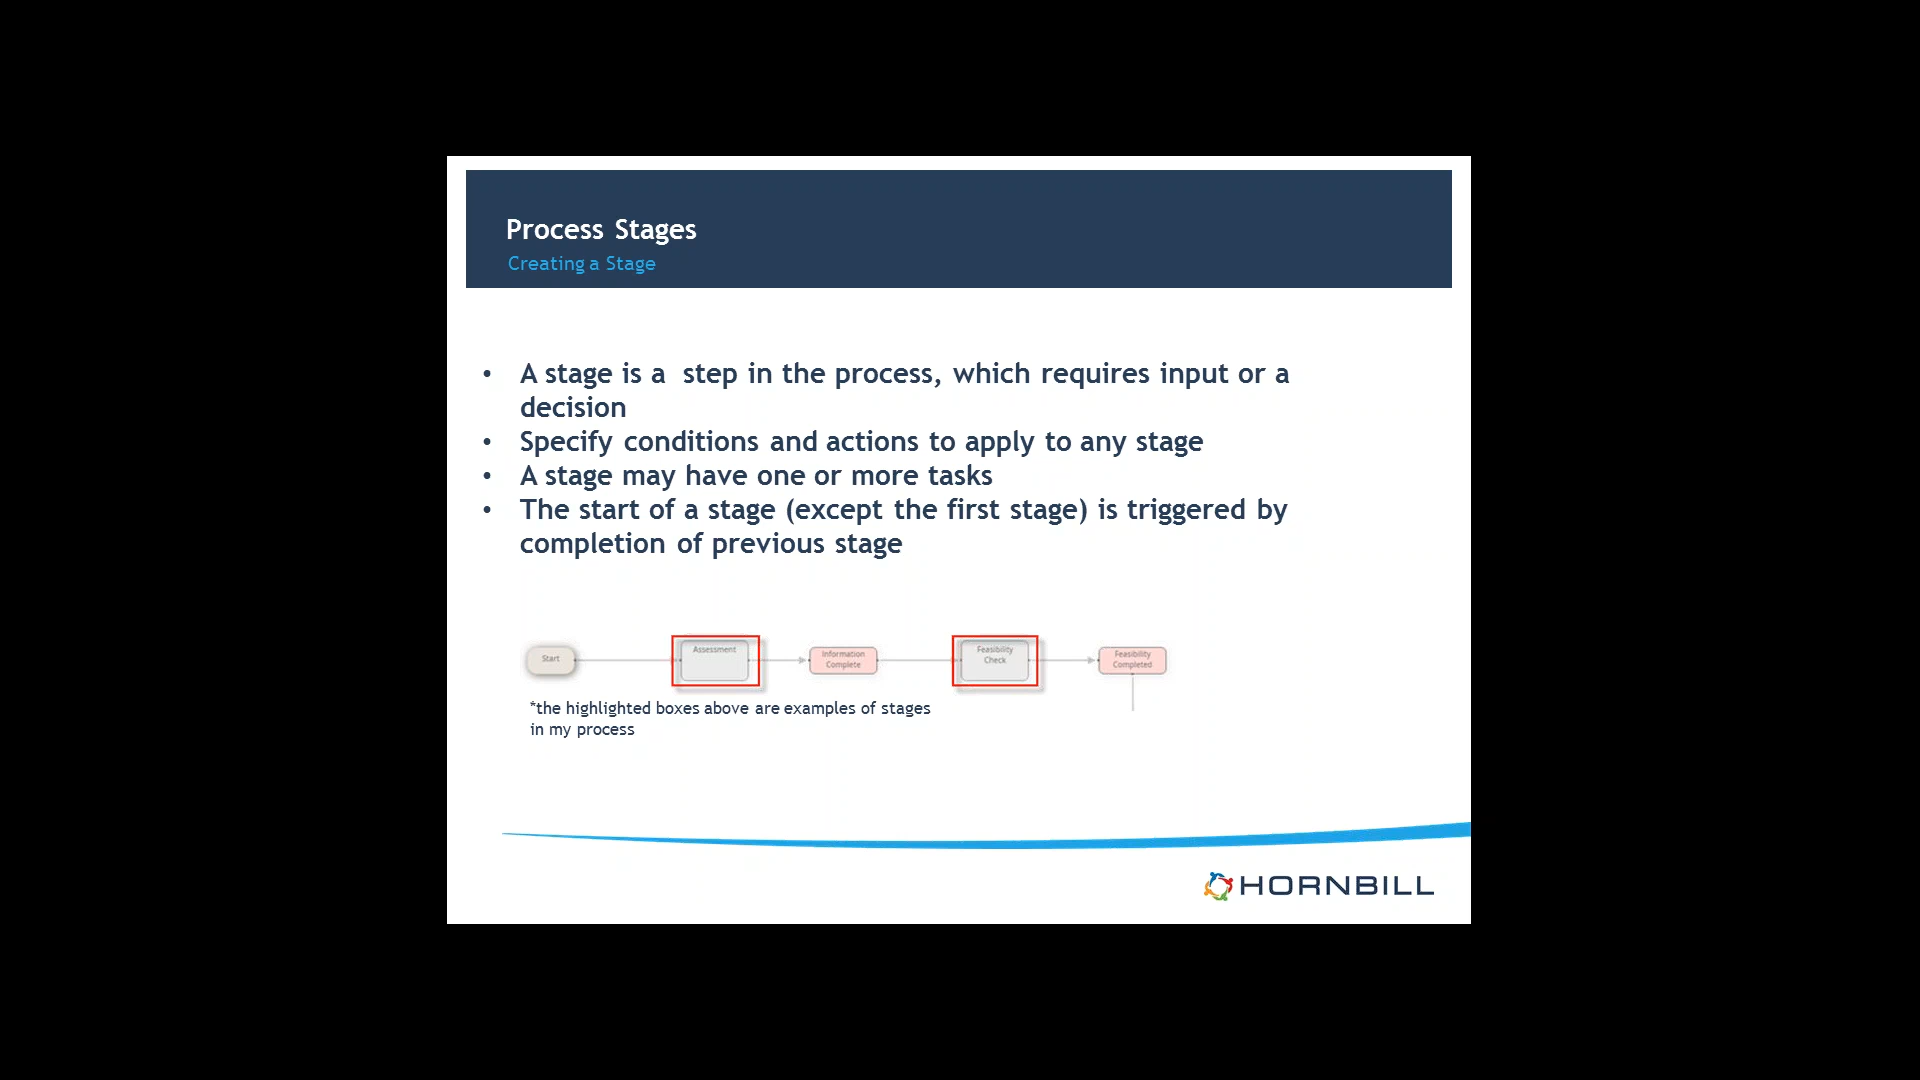 Process Stages
Creating a Stage
• A stage is a step in the process, which requires input or a
decision
• Specify conditions and actions to apply to any stage
• A stage may have one or more tasks
• The start of a stage (except the first stage) is triggered by
completion of previous stage
Start
Assessment
Information
Complete
Feasibility
Check
Feasibility
Completed
*the highlighted boxes above are examples of stages
in my process
HORNBILL